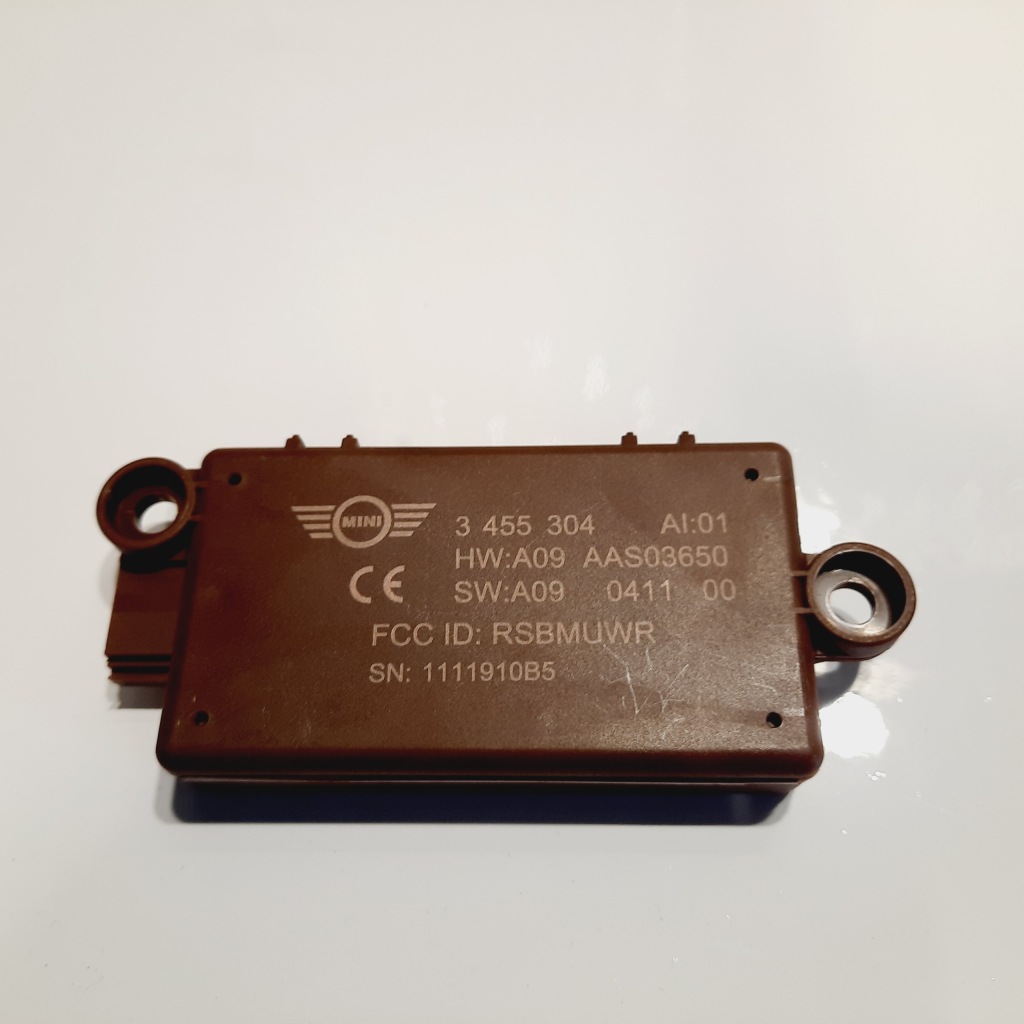 MINI
3 455 304 AI:01
HW:A09 AAS03650
CE
SW:A09 0411 00
FCC ID: RSBMUWR
SN: 1111910B5